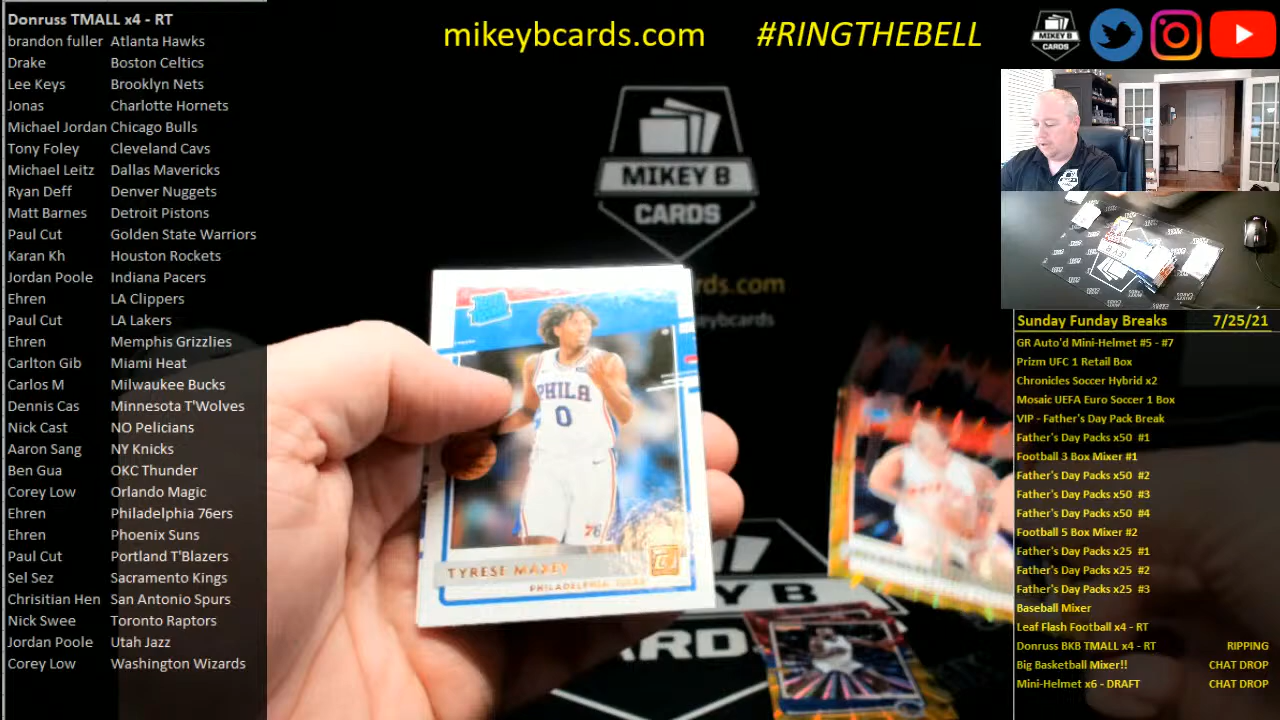 Donruss TMALL x4 - RT
brandon fuller Atlanta Hawks
Drake Boston Celtics
Lee Keys Brooklyn Nets
Jonas Charlotte Hornets
Michael Jordan Chicago Bulls
Tony Foley Cleveland Cavs
Michael Leitz Dallas Mavericks
Ryan Deff Denver Nuggets
Matt Barnes Detroit Pistons
Paul Cut Golden State Warriors
Karan Kh Houston Rockets
Jordan Poole Indiana Pacers
Ehren LA Clippers
Paul Cut LA Lakers
Ehren Memphis Grizzlies
Carlton Gib Miami Heat
Carlos M Milwaukee Bucks
Dennis Cas Minnesota T'Wolves
Nick Cast NO Pelicians
Aaron Sang NY Knicks
Ben Gua OKC Thunder
Corey Low Orlando Magic
Ehren Philadelphia 76ers
Ehren Phoenix Suns
Paul Cut Portland T'Blazers
Sel Sez Sacramento Kings
Chrisitian Hen San Antonio Spurs
Nick Swee Toronto Raptors
Jordan Poole Utah Jazz
Corey Low Washington Wizards
mikeybcards.com #RINGTHEBELL
MIKEY B
CARDS
MIKEY B
CARDS
ds.com
eybcards
PHILA
0
76
TYRESE MAXEY
PHILADELPHIA 76ERS
Y B
CARD
Sunday Funday Breaks 7/25/21
GR Auto'd Mini-Helmet #5 - #7
Prizm UFC 1 Retail Box
Chronicles Soccer Hybrid x2
Mosaic UEFA Euro Soccer 1 Box
VIP - Father's Day Pack Break
Father's Day Packs x50 #1
Football 3 Box Mixer #1
Father's Day Packs x50 #2
Father's Day Packs x50 #3
Father's Day Packs x50 #4
Football 5 Box Mixer #2
Father's Day Packs x25 #1
Father's Day Packs x25 #2
Father's Day Packs x25 #3
Baseball Mixer
Leaf Flash Football x4 - RT
Donruss BKB TMALL x4 - RT RIPPING
Big Basketball Mixer!! CHAT DROP
Mini-Helmet x6 - DRAFT CHAT DROP